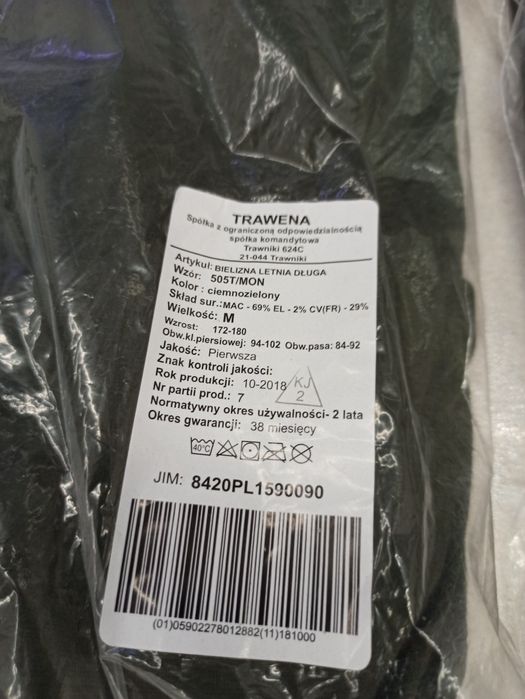 TRAWENA
Spółka z ograniczoną odpowiedzialnością
spółka komandytowa
Trawniki 624C
21-044 Trawniki
Artykuł: BIELIZNA LETNIA DŁUGA
Wzór: 505T/MON
Kolor : ciemnozielony
Skład sur.:MAC - 69% EL - 2% CV(FR) - 29%
Wielkość: M
Wzrost: 172-180
Obw.kl.piersiowej: 94-102 Obw.pasa: 84-92
Jakość: Pierwsza
Znak kontroli jakości:
Rok produkcji: 10-2018
KJ
2
Nr partii prod.: 7
Normatywny okres używalności- 2 lata
Okres gwarancji: 38 miesięcy
40°C
JIM: 8420PL1590090
(01)05902278012882(11)181000